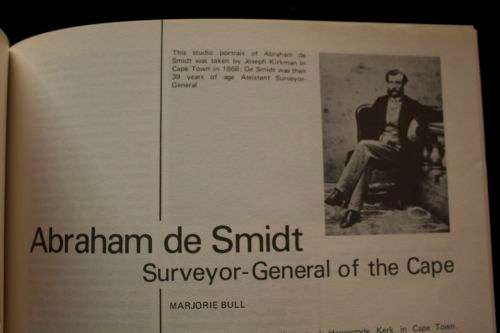 This studio portrait of Abraham de
Smidt was taken by Joseph Kirkman in
Cape Town in 1868; De Smidt was then
39 years of age Assistant Surveyor-
General
Abraham de Smidt
Surveyor-General of the Cape
MARJORIE BULL
Kerk in Cape Town